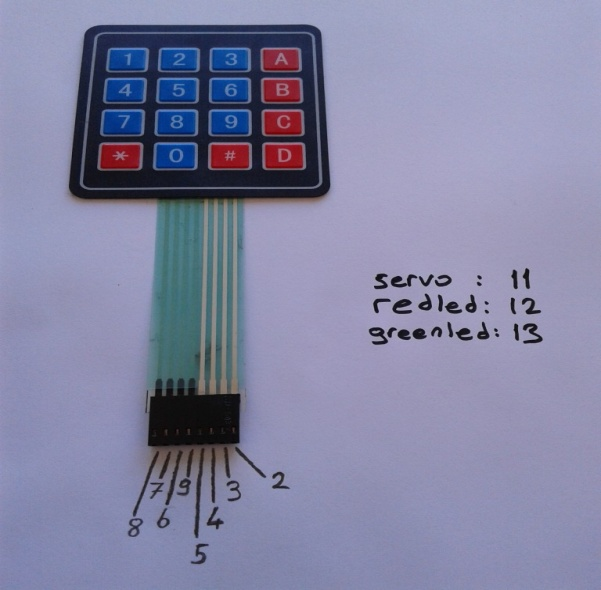 1 2 3 A
4 5 6 B
7 8 9 C
* 0 # D
servo : 11
redled: 12
greenled: 13
8 7 6 9 5 4 3 2